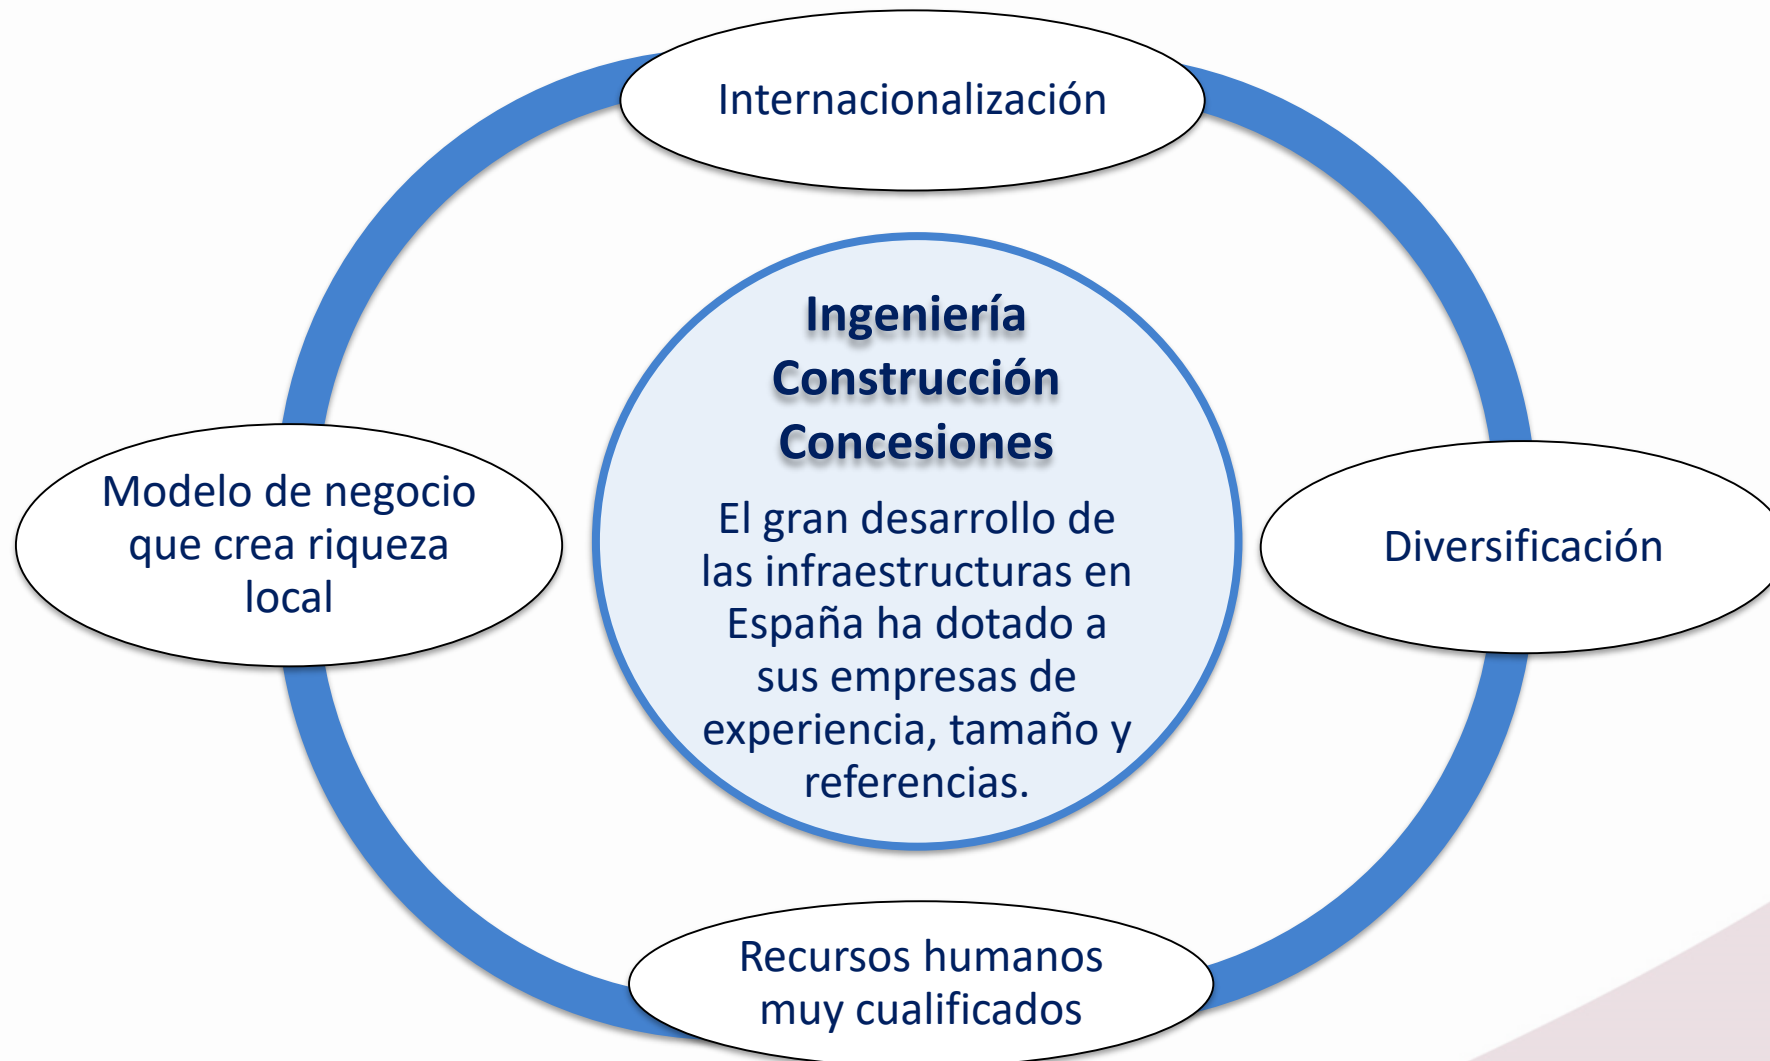 Internacionalización
Ingeniería
Construcción
Concesiones
El gran desarrollo de
las infraestructuras en
España ha dotado a
sus empresas de
experiencia, tamaño y
referencias.
Modelo de negocio
que crea riqueza
local
Diversificación
Recursos humanos
muy cualificados